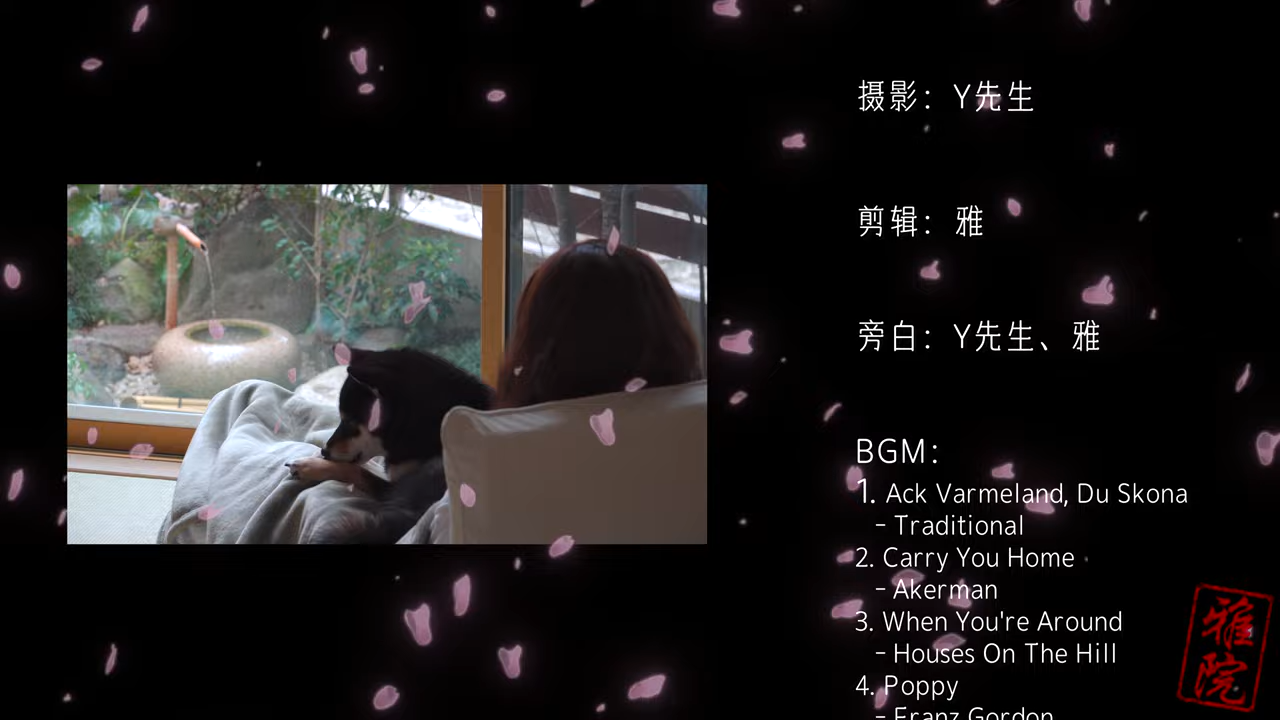 摄影：Y先生
剪辑：雅
旁白：Y先生、雅
BGM：
1. Ack Varmeland, Du Skona
- Traditional
2. Carry You Home
- Akerman
3. When You're Around
- Houses On The Hill
4. Poppy
- Franz Gordon
雅
院